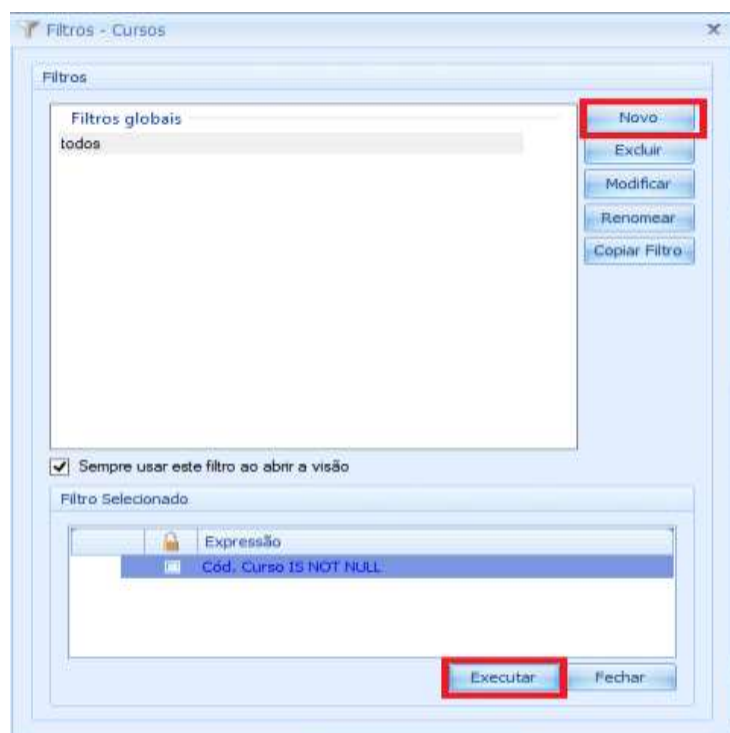 Filtros - Cursos
Filtros
Filtros globais
todos
Novo
Excluir
Modificar
Renomear
Copiar Filtro
Sempre usar este filtro ao abrir a visão
Filtro Selecionado
Expressão
Cód. Curso IS NOT NULL
Executar
Fechar